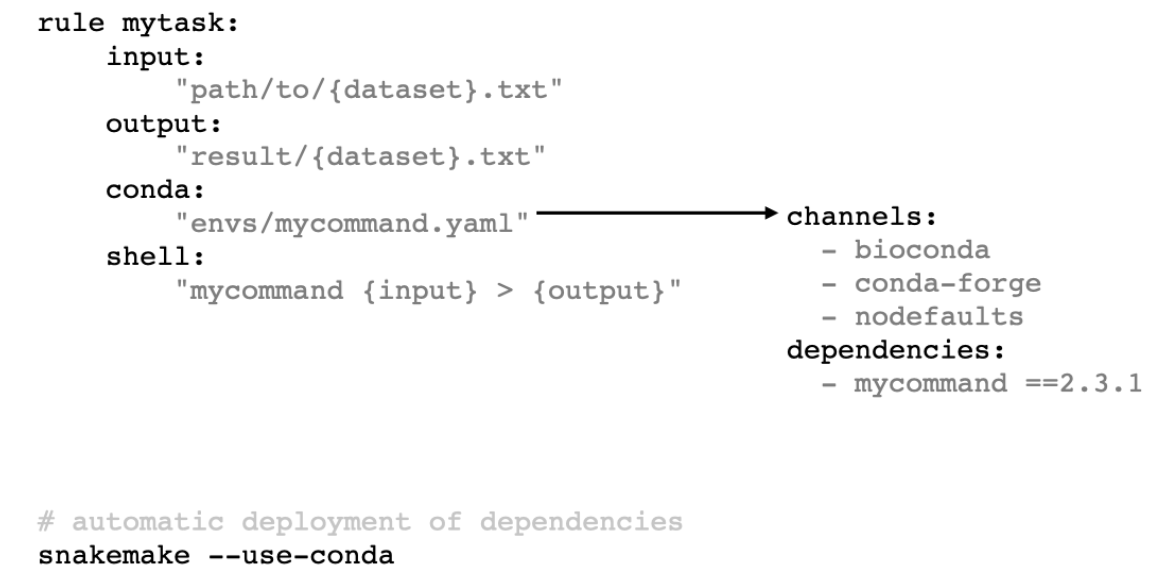 rule mytask:
    input:
        "path/to/{dataset}.txt"
    output:
        "result/{dataset}.txt"
    conda:
        "envs/mycommand.yaml"
    shell:
        "mycommand {input} > {output}"
channels:
  - bioconda
  - conda-forge
  - nodefaults
dependencies:
  - mycommand ==2.3.1
# automatic deployment of dependencies
snakemake --use-conda